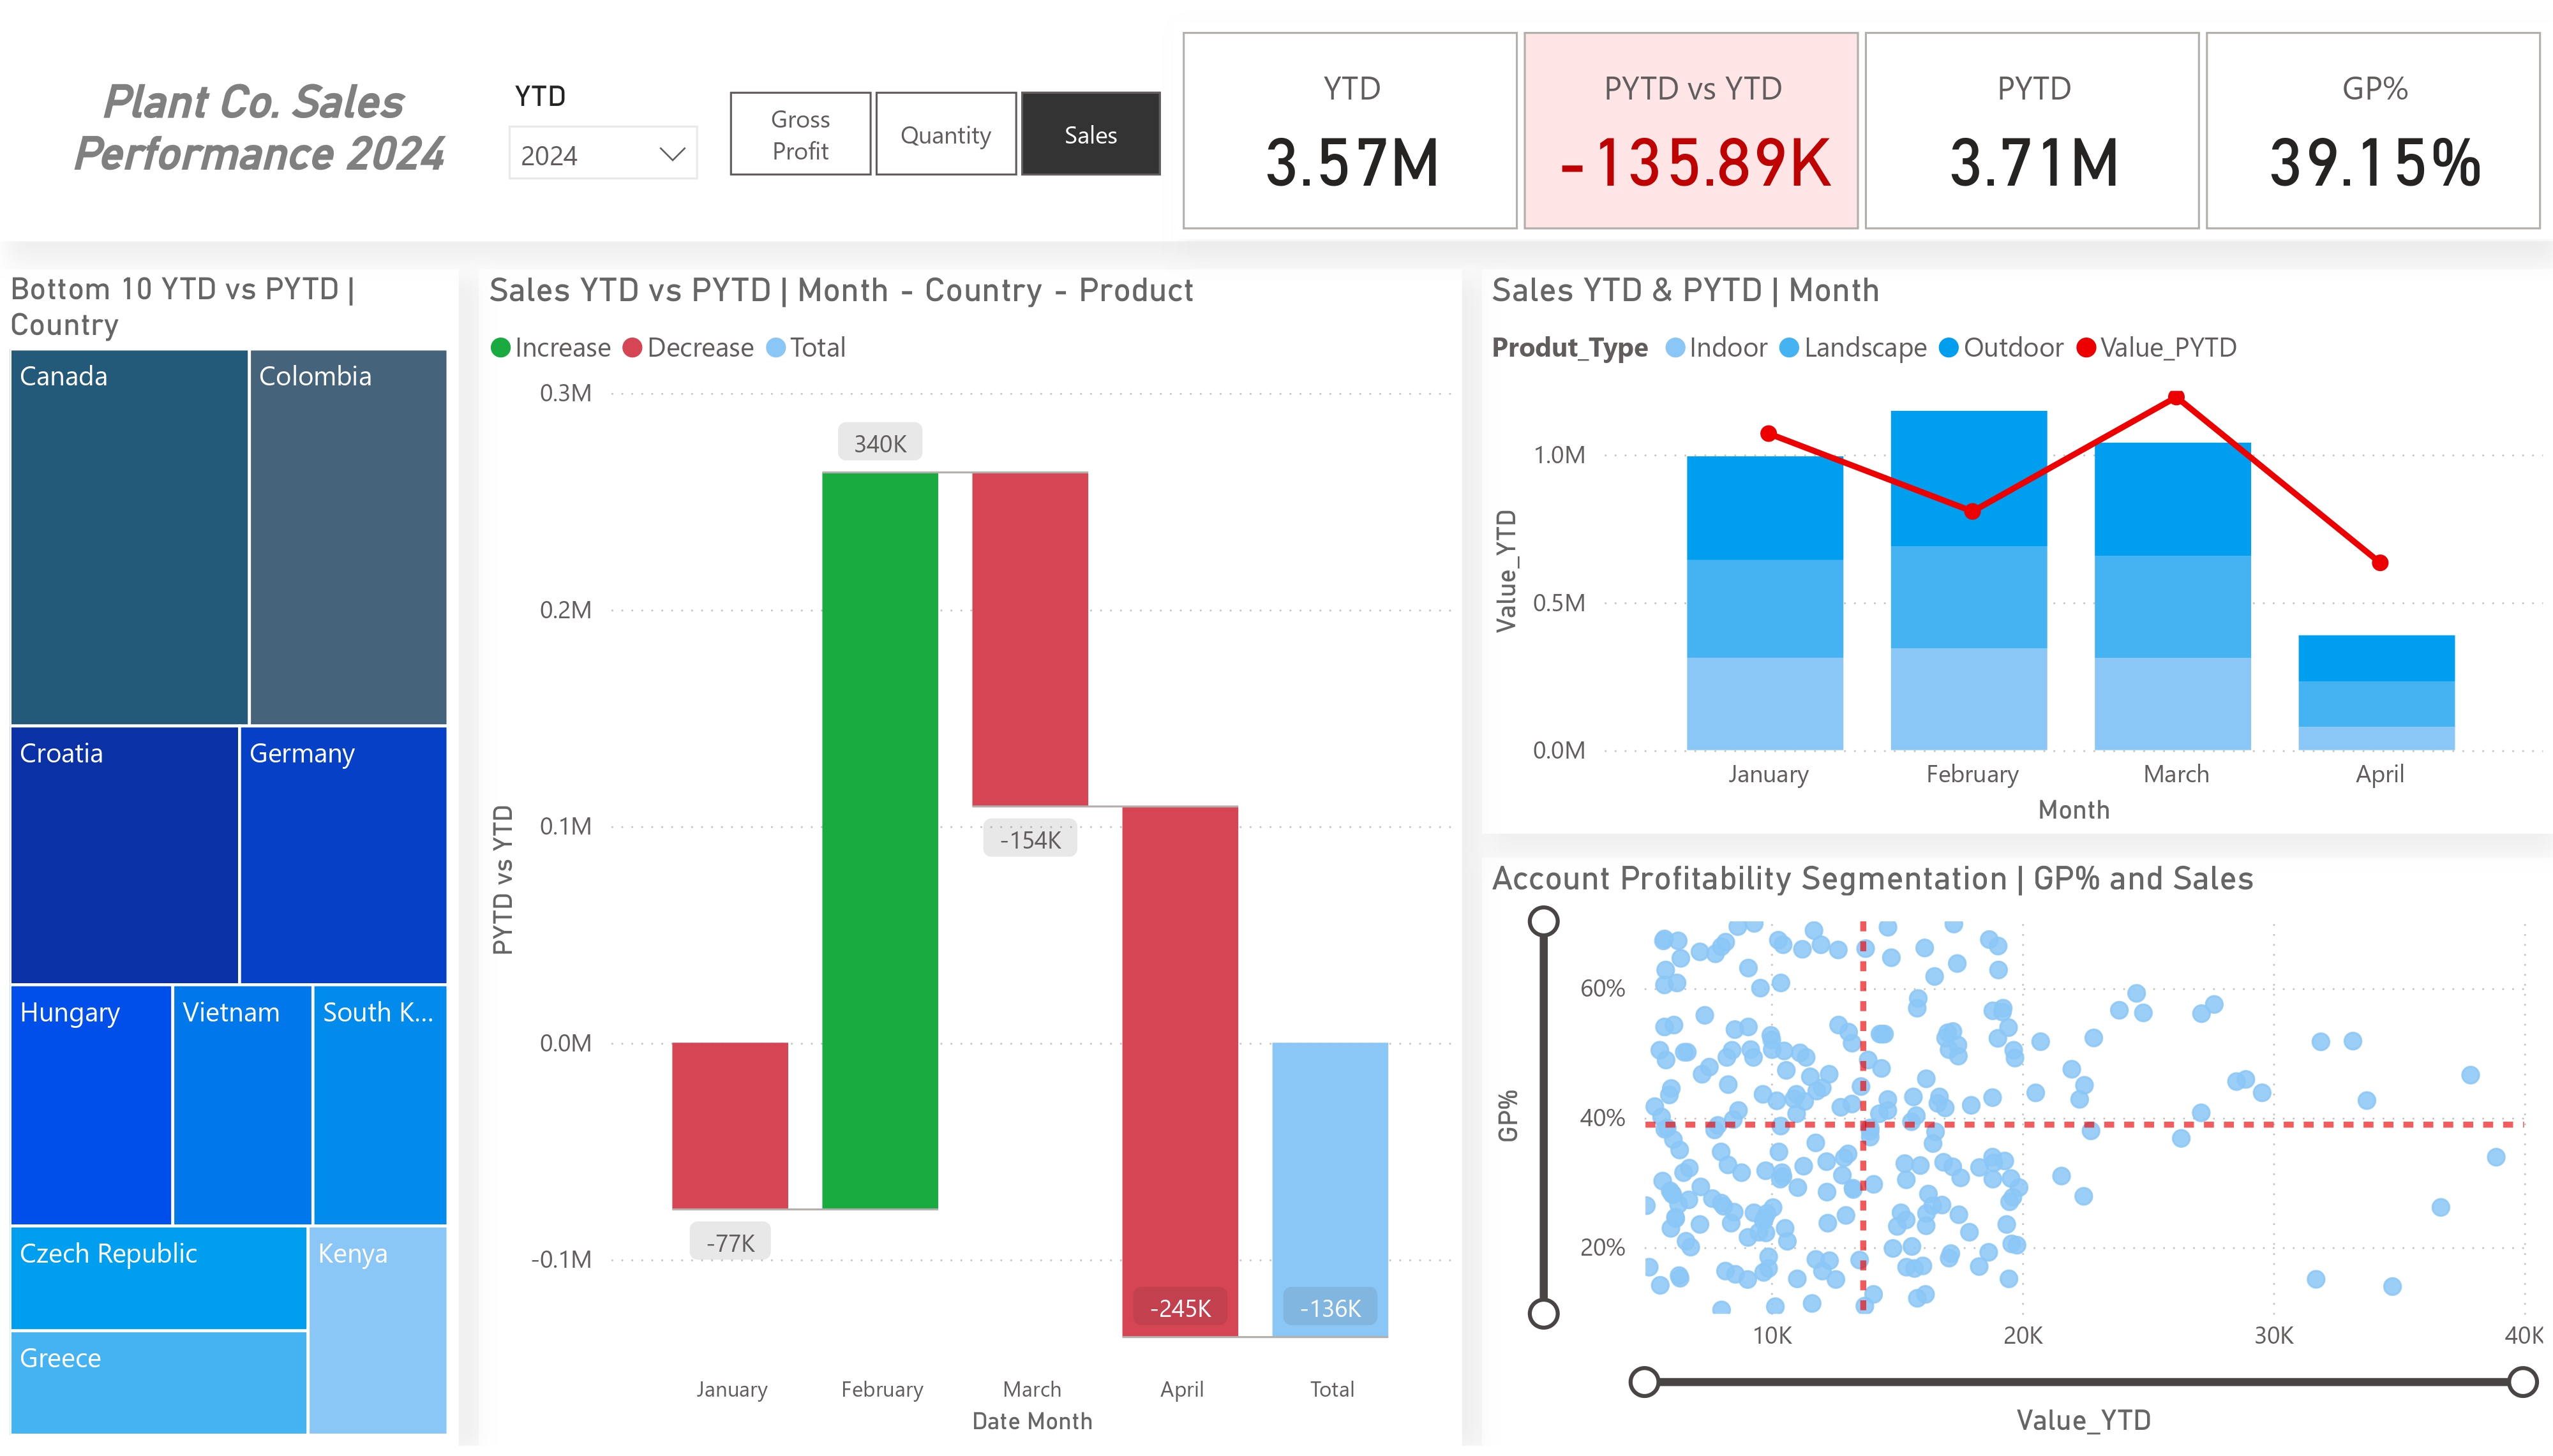 Plant Co. Sales
Performance 2024
YTD
2024
Gross
Profit
Quantity
Sales
YTD
3.57M
PYTD vs YTD
-135.89K
PYTD
3.71M
GP%
39.15%
Bottom 10 YTD vs PYTD |
Country
Canada
Colombia
Croatia
Germany
Hungary
Vietnam
South K...
Czech Republic
Kenya
Greece
Sales YTD vs PYTD | Month - Country - Product
Increase Decrease Total
PYTD vs YTD
0.3M
0.2M
0.1M
0.0M
-0.1M
340K
-154K
-77K
-245K
-136K
January February March April Total
Date Month
Sales YTD & PYTD | Month
Produt_Type Indoor Landscape Outdoor Value_PYTD
Value_YTD
1.0M
0.5M
0.0M
January February March April
Month
Account Profitability Segmentation | GP% and Sales
GP%
60%
40%
20%
10K 20K 30K 40K
Value_YTD